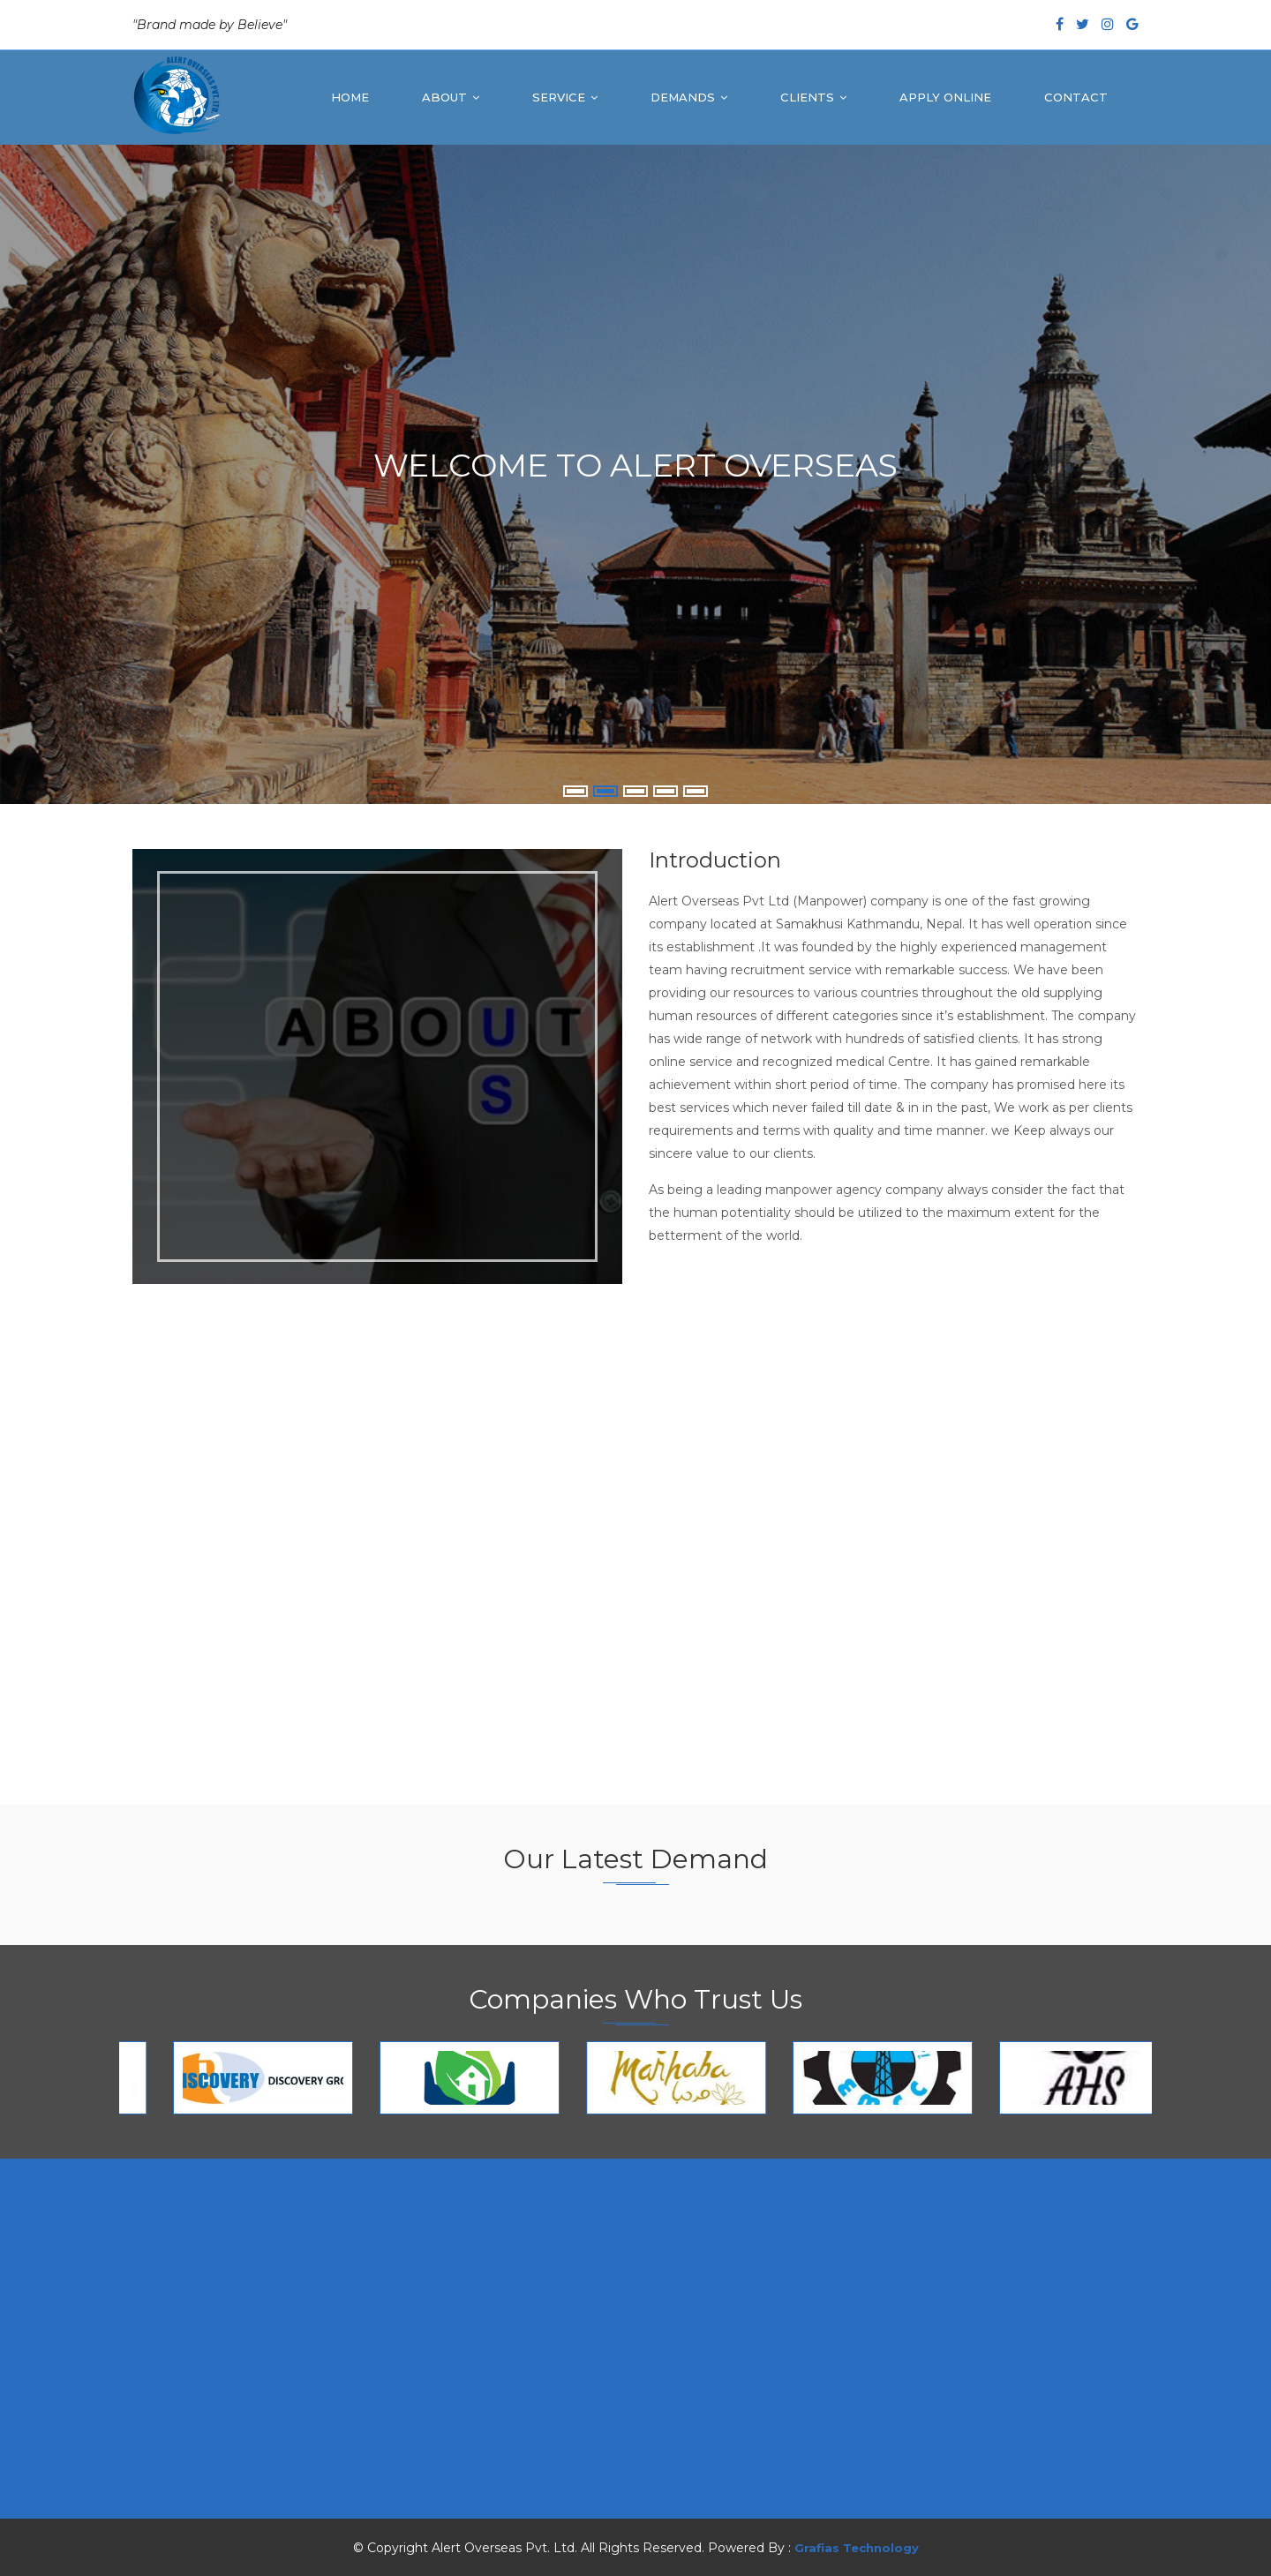 "Brand made by Believe"
ALERT OVERSEAS PVT.LTD.
HOME ABOUT SERVICE DEMANDS CLIENTS APPLY ONLINE CONTACT
WELCOME TO ALERT OVERSEAS
ABOUT
US
Introduction
Alert Overseas Pvt Ltd (Manpower) company is one of the fast growing
company located at Samakhusi Kathmandu, Nepal. It has well operation since
its establishment .It was founded by the highly experienced management
team having recruitment service with remarkable success. We have been
providing our resources to various countries throughout the old supplying
human resources of different categories since it's establishment. The company
has wide range of network with hundreds of satisfied clients. It has strong
online service and recognized medical Centre. It has gained remarkable
achievement within short period of time. The company has promised here its
best services which never failed till date & in in the past, We work as per clients
requirements and terms with quality and time manner. we Keep always our
sincere value to our clients.
As being a leading manpower agency company always consider the fact that
the human potentiality should be utilized to the maximum extent for the
betterment of the world.
Our Latest Demand
Companies Who Trust Us
ISCOVERY DISCOVERY GRO
Marhaba
مرحبا
EMCC
AHS
© Copyright Alert Overseas Pvt. Ltd. All Rights Reserved. Powered By : Grafias Technology